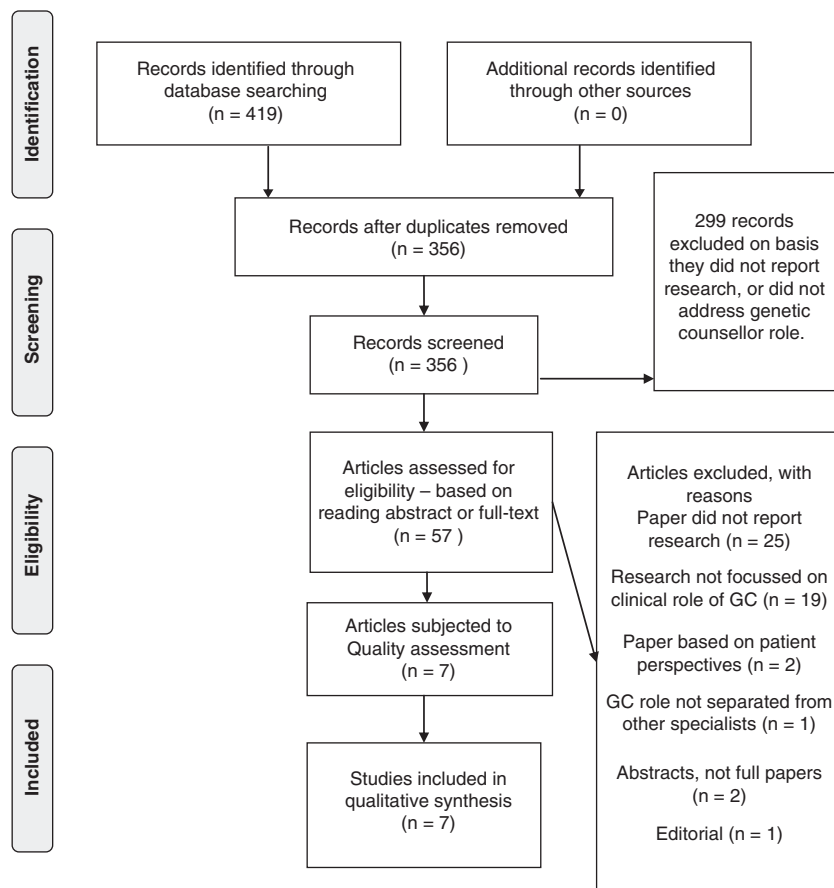 Identification
Records identified through
database searching
(n = 419)
Additional records identified
through other sources
(n = 0)
Records after duplicates removed
(n = 356)
299 records
excluded on basis
they did not report
research, or did not
address genetic
counsellor role.
Screening
Records screened
(n = 356 )
Eligibility
Articles assessed for
eligibility – based on
reading abstract or full-text
(n = 57 )
Articles excluded, with
reasons
Paper did not report
research (n = 25)
Research not focussed on
clinical role of GC (n = 19)
Paper based on patient
perspectives (n = 2)
GC role not separated from
other specialists (n = 1)
Abstracts, not full papers
(n = 2)
Editorial (n = 1)
Articles subjected to
Quality assessment
(n = 7)
Included
Studies included in
qualitative synthesis
(n = 7)